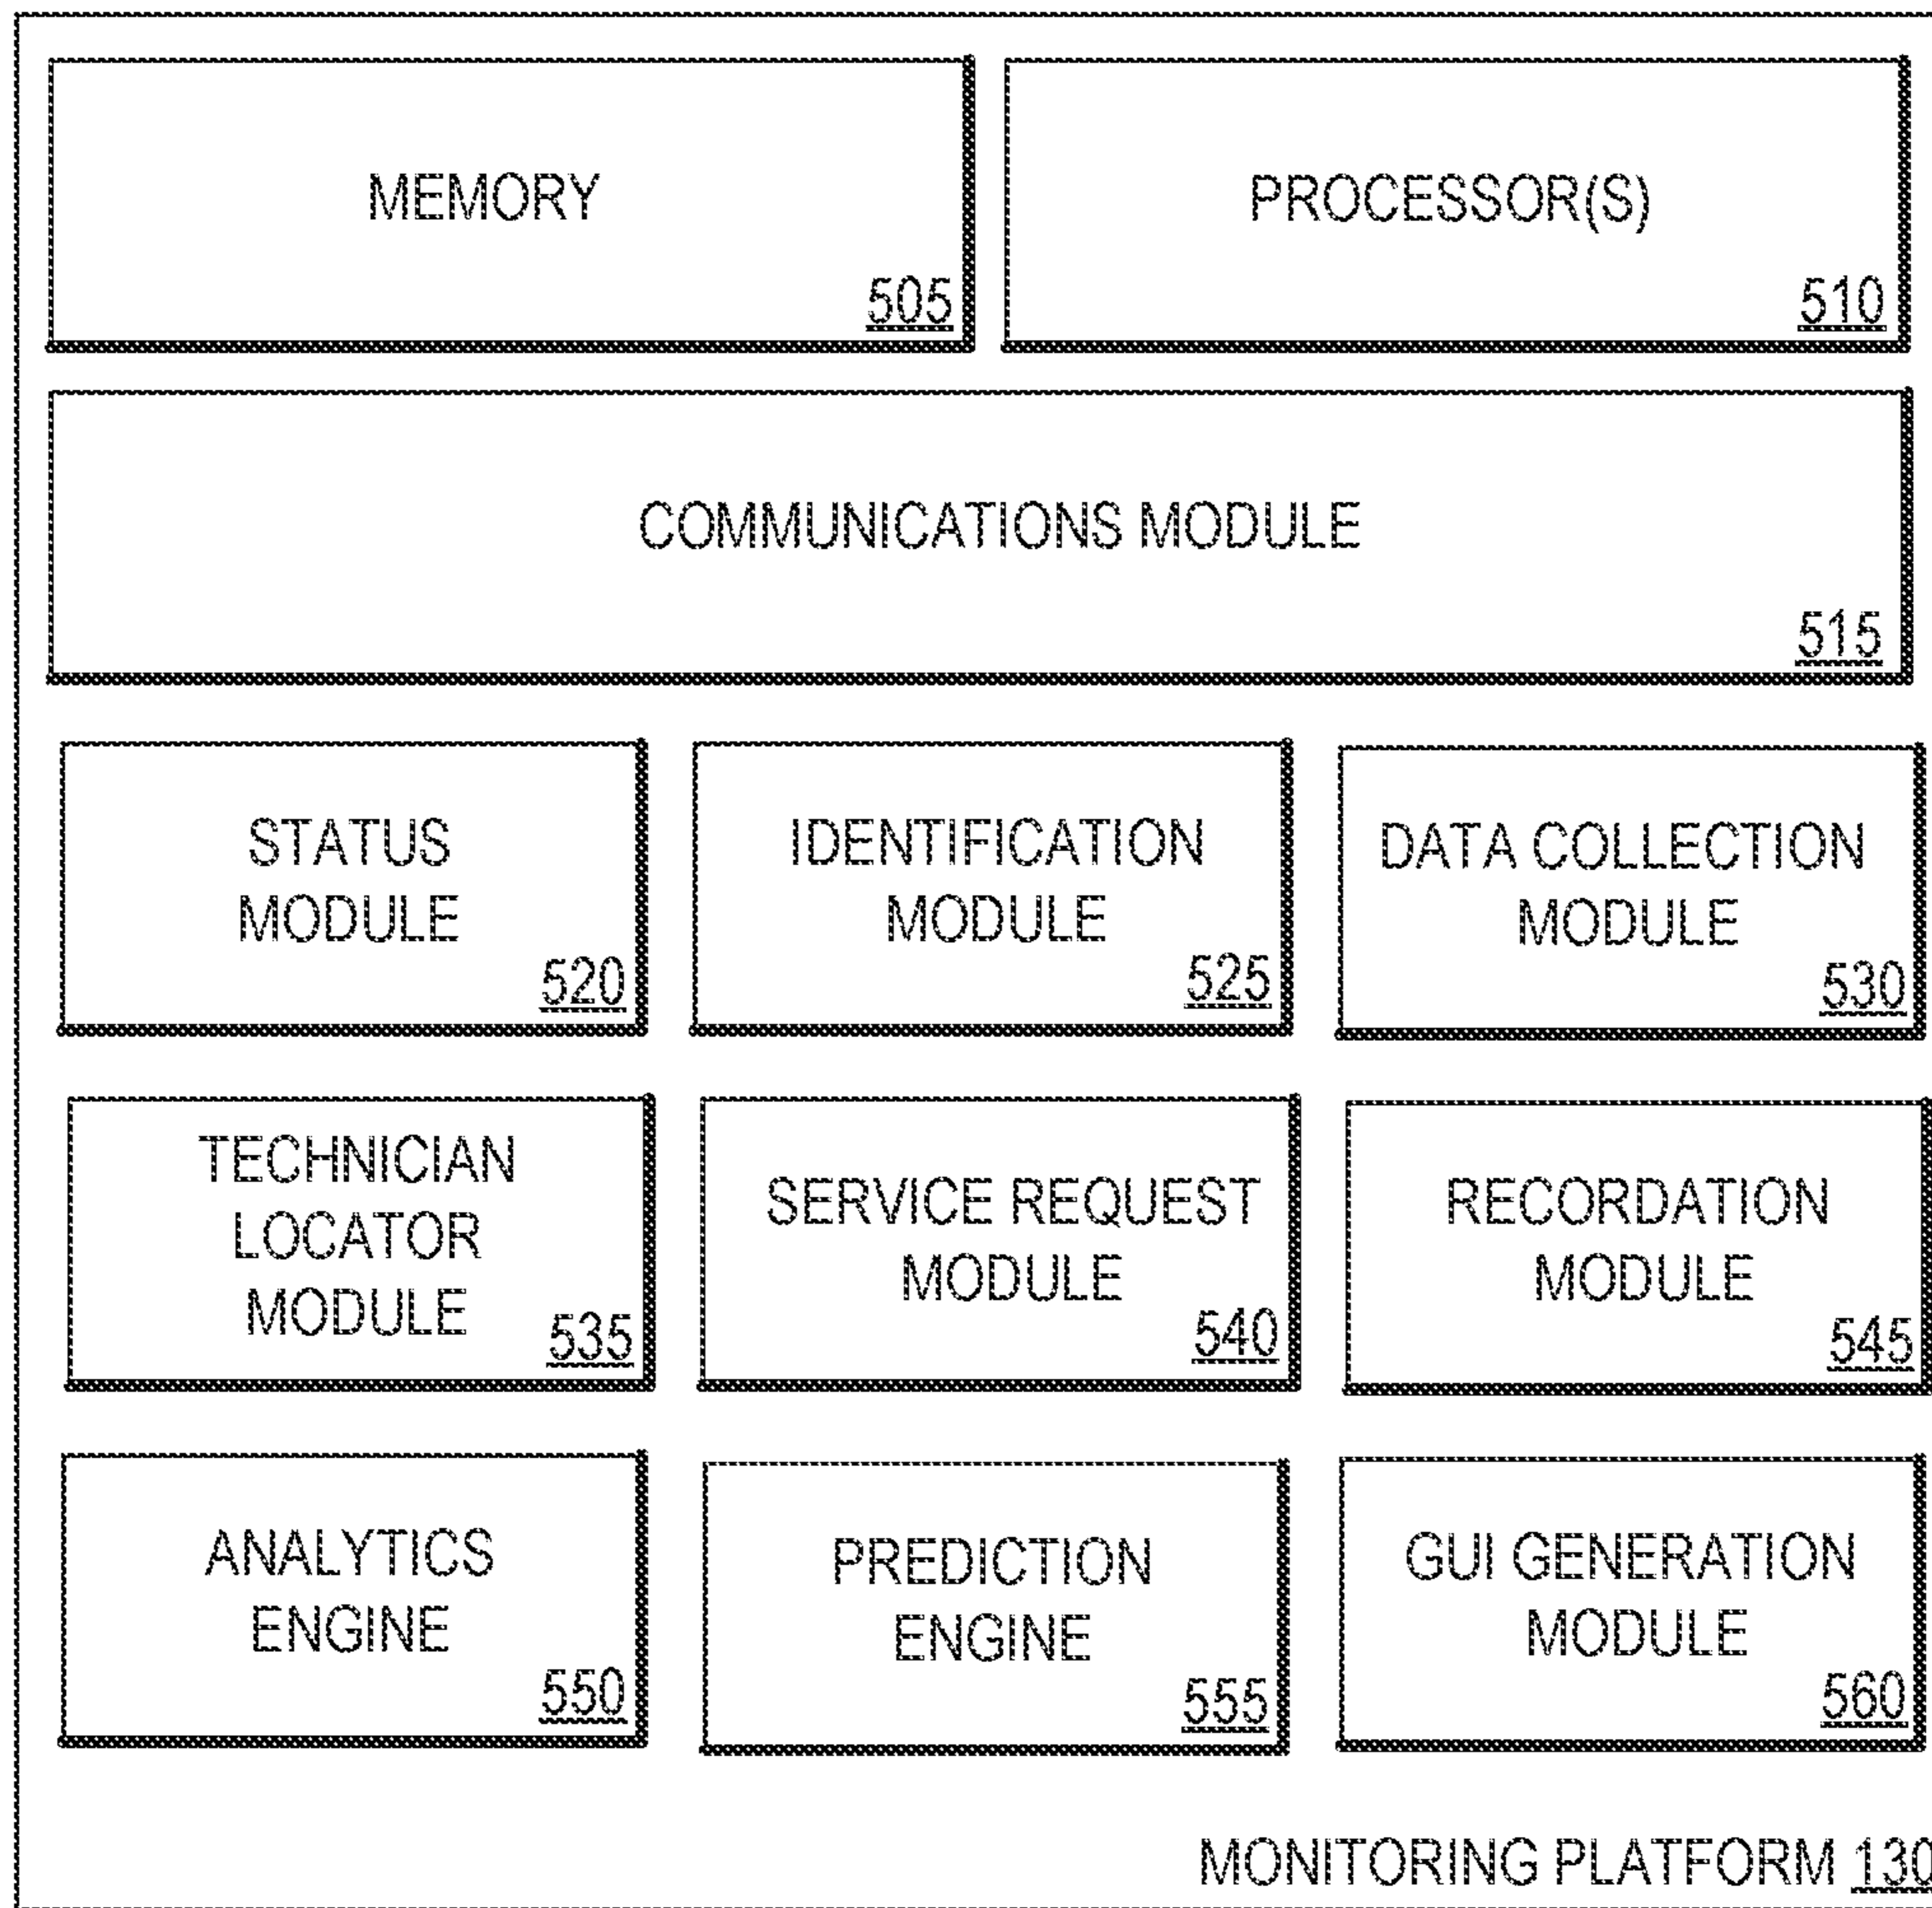 MEMORY
505
PROCESSOR(S)
510
COMMUNICATIONS MODULE
515
STATUS
MODULE
520
IDENTIFICATION
MODULE
525
DATA COLLECTION
MODULE
530
TECHNICIAN
LOCATOR
MODULE
535
SERVICE REQUEST
MODULE
540
RECORDATION
MODULE
545
ANALYTICS
ENGINE
550
PREDICTION
ENGINE
555
GUI GENERATION
MODULE
560
MONITORING PLATFORM 130